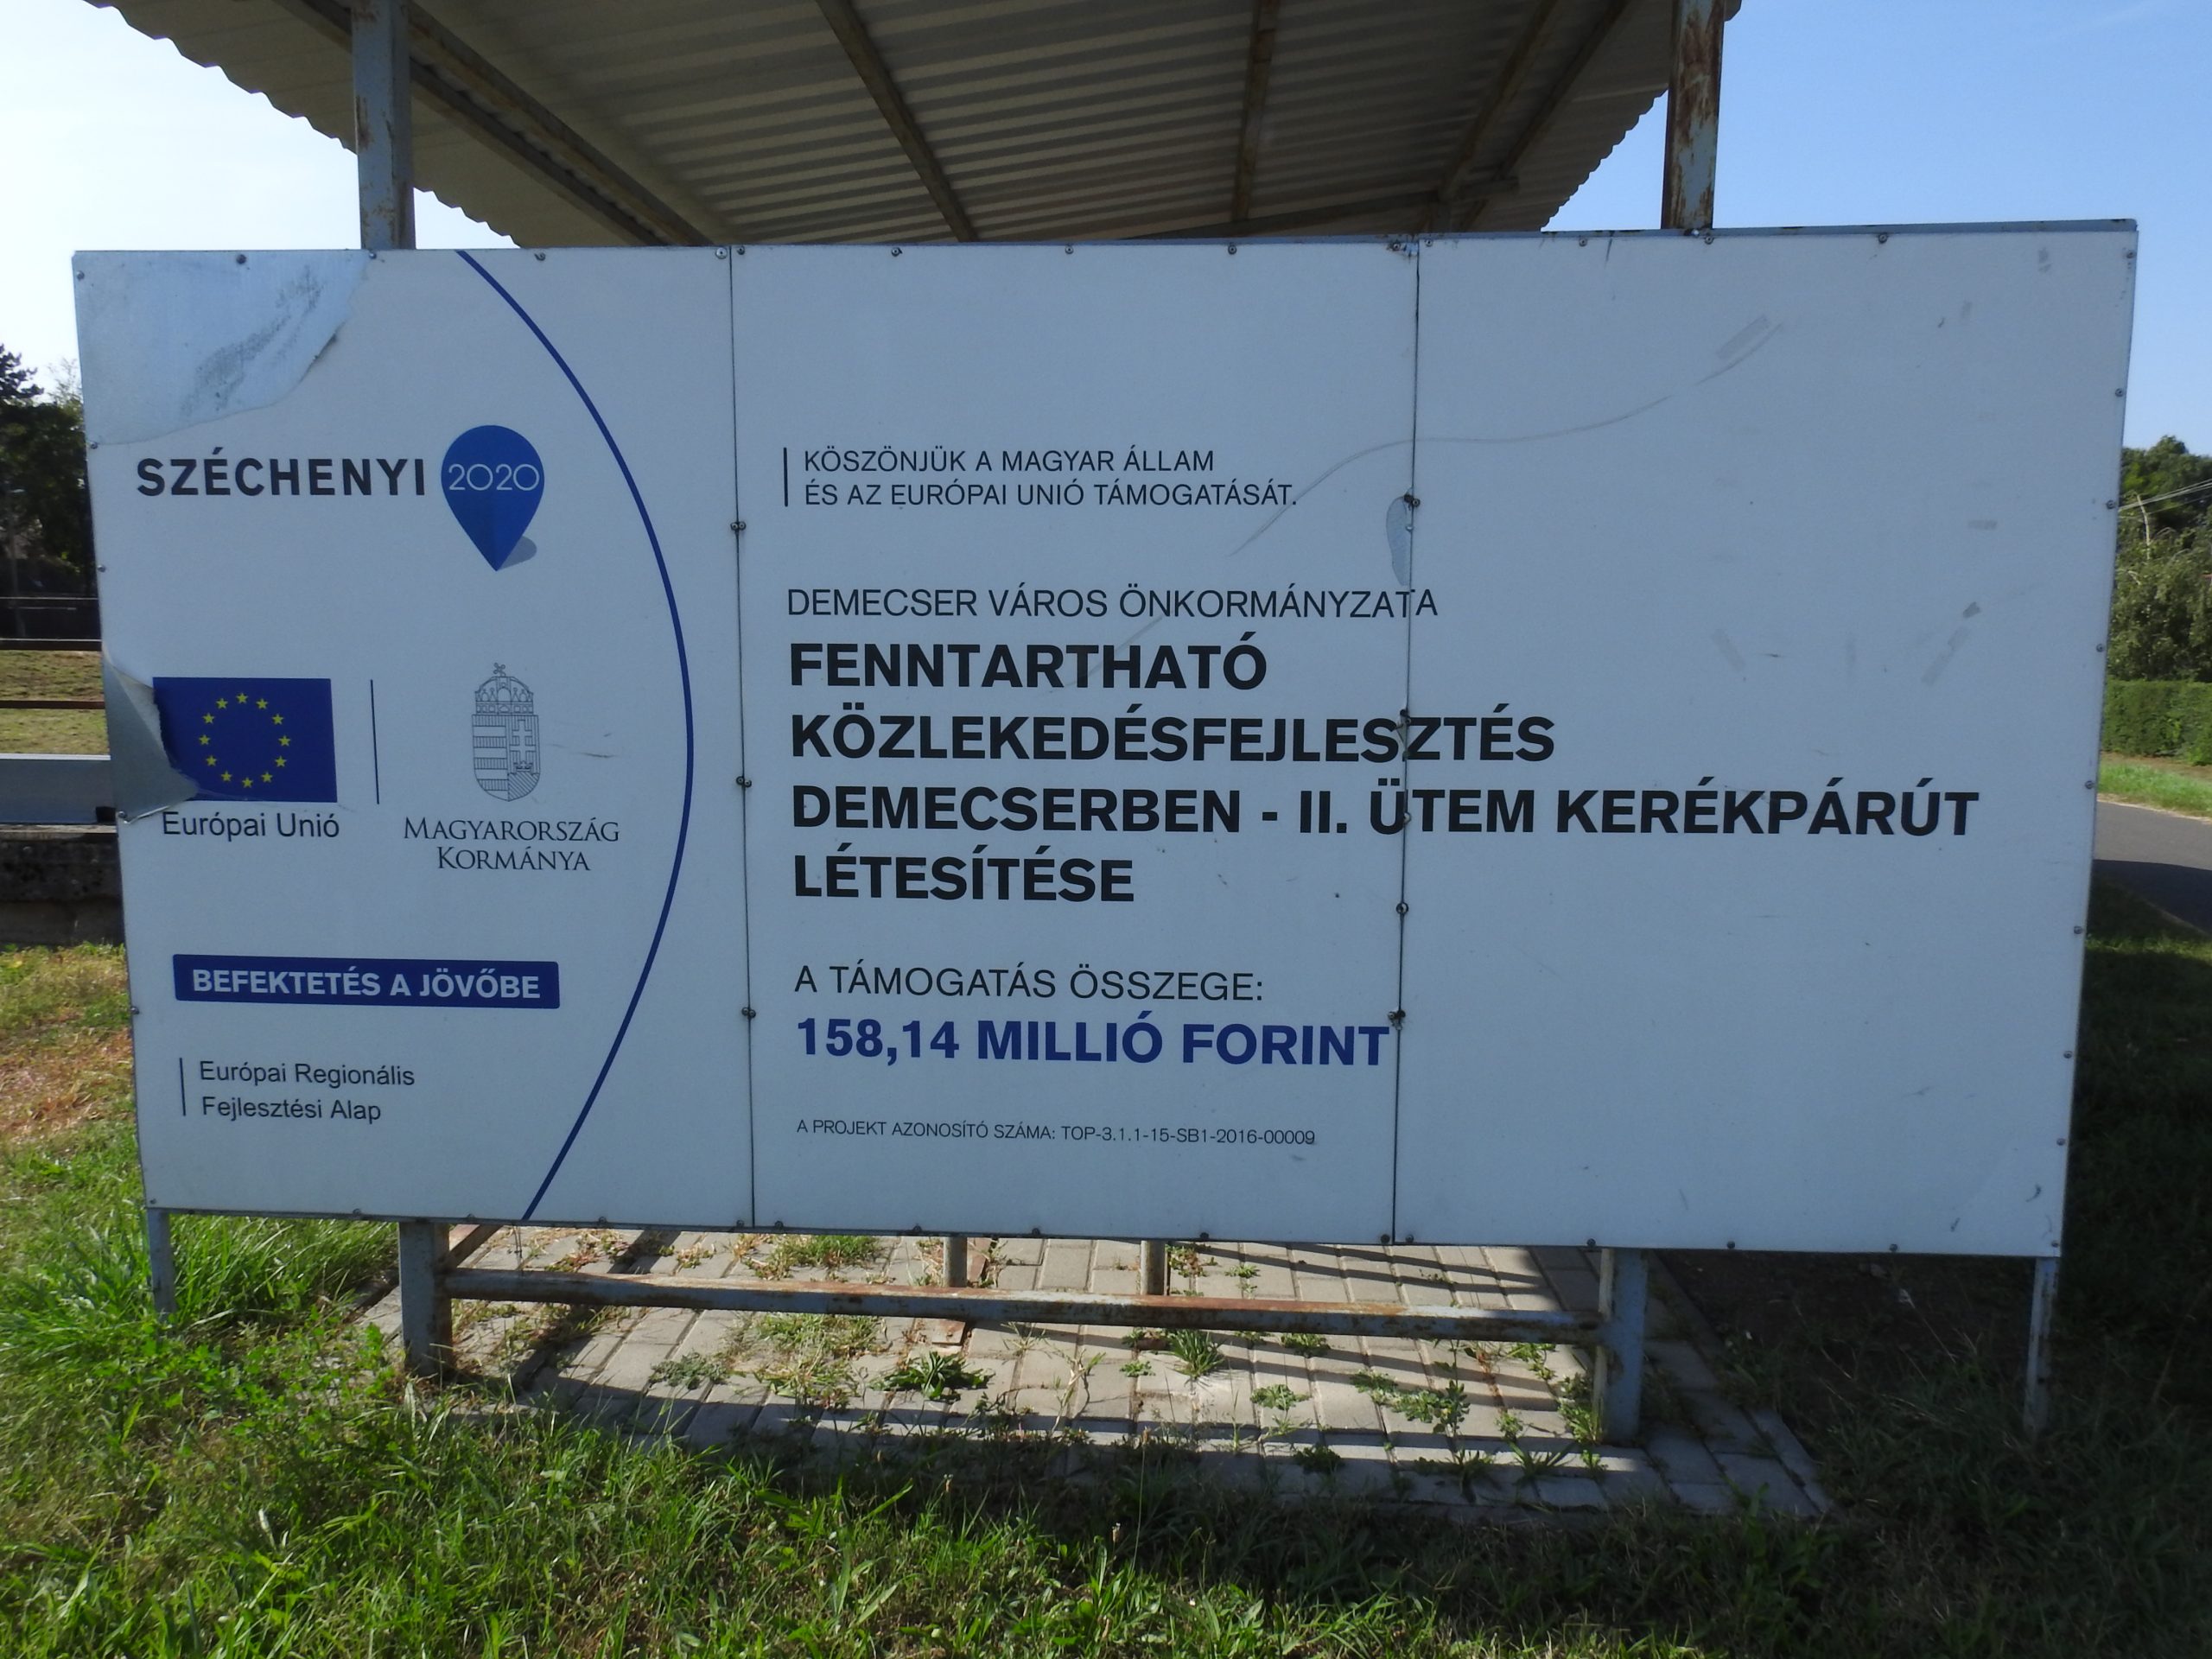 SZÉCHENYI 2020
Európai Unió
MAGYARORSZÁG
KORMÁNYA
BEFEKTETÉS A JÖVŐBE
Európai Regionális
Fejlesztési Alap
KÖSZÖNJÜK A MAGYAR ÁLLAM
ÉS AZ EURÓPAI UNIÓ TÁMOGATÁSÁT.
DEMECSER VÁROS ÖNKORMÁNYZATA
FENNTARTHATÓ
KÖZLEKEDÉSFEJLESZTÉS
DEMECSERBEN - II. ÜTEM KERÉKPÁRÚT
LÉTESÍTÉSE
A TÁMOGATÁS ÖSSZEGE:
158,14 MILLIÓ FORINT
A PROJEKT AZONOSÍTÓ SZÁMA: TOP-3.1.1-15-SB1-2016-00009